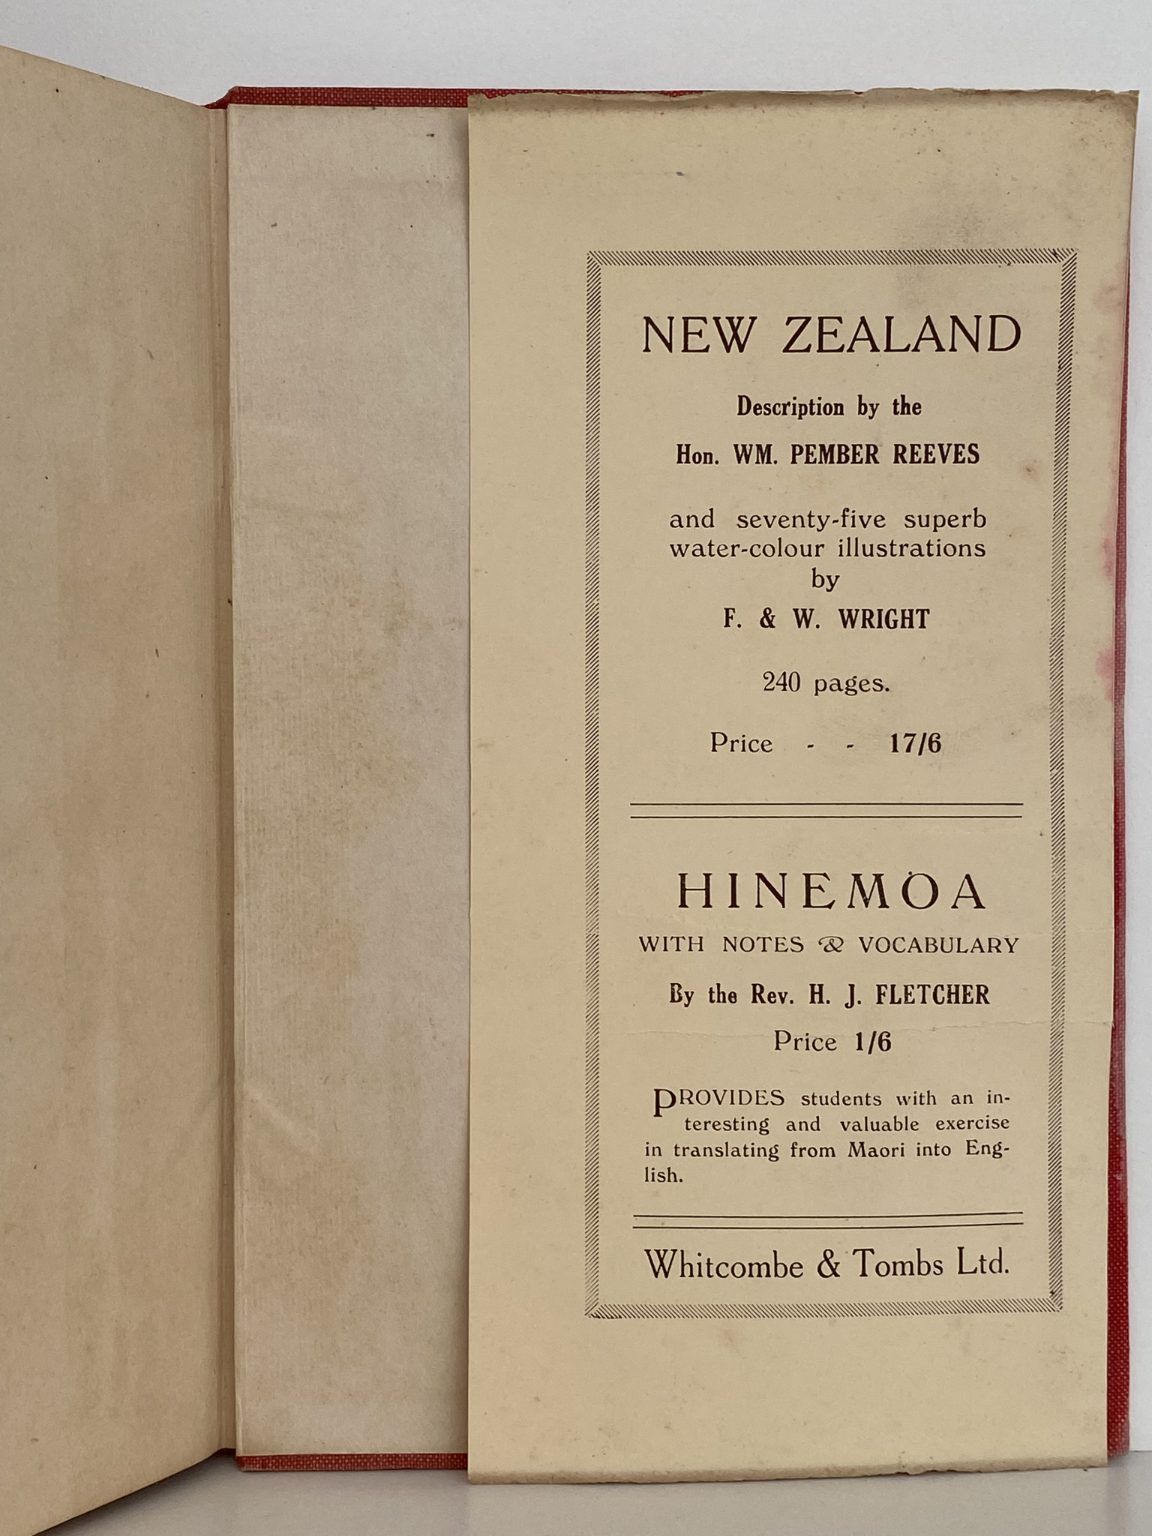 NEW ZEALAND
Description by the
Hon. WM. PEMBER REEVES
and seventy-five superb
water-colour illustrations
by
F. & W. WRIGHT
240 pages.
Price - - 17/6
HINEMOA
WITH NOTES & VOCABULARY
By the Rev. H. J. FLETCHER
Price 1/6
PROVIDES students with an in-
teresting and valuable exercise
in translating from Maori into Eng-
lish.
Whitcombe & Tombs Ltd.